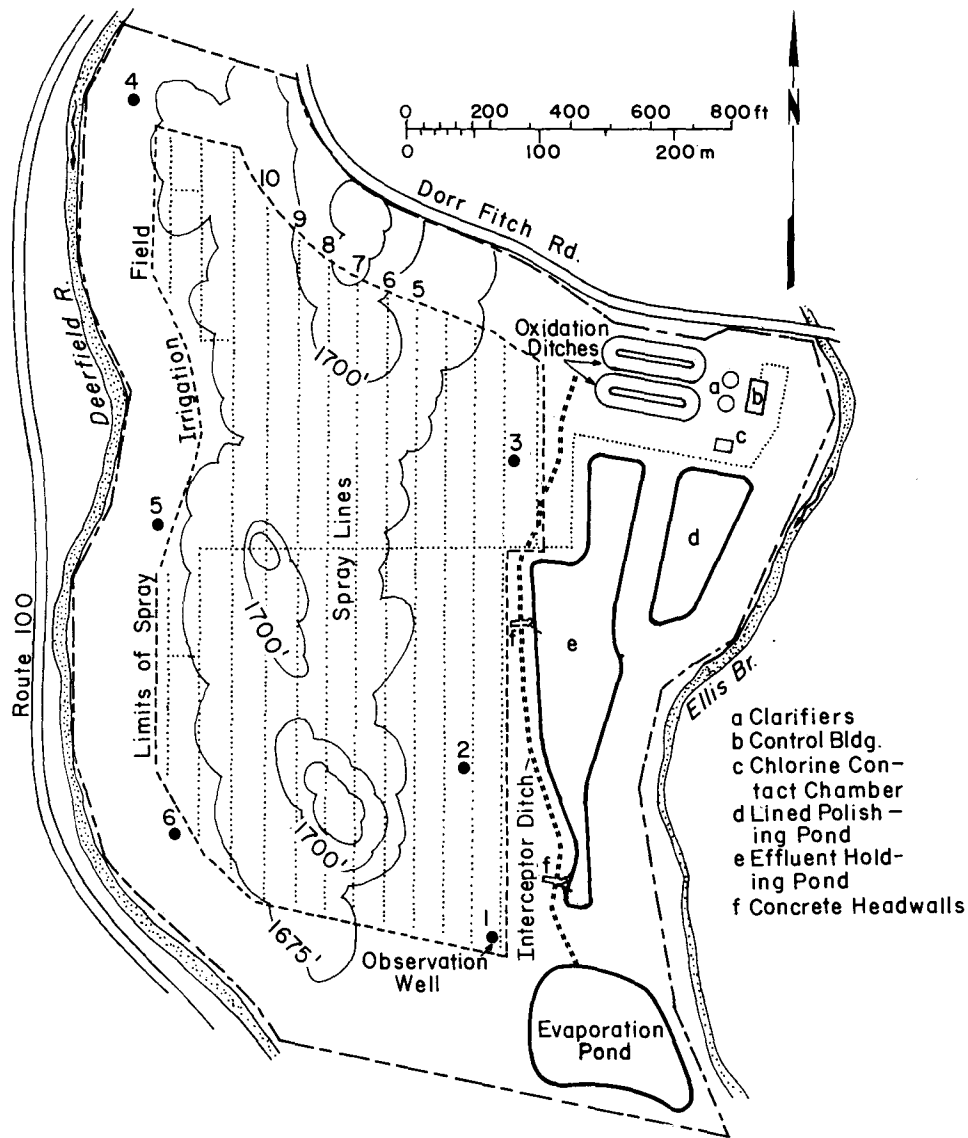 4
0 200 400 600 800 ft
0 100 200 m
N
Dorr Fitch Rd.
10
9
8
7
6
5
Field
Irrigation
Limits of Spray
Deerfield R.
Route 100
1700'
Oxidation
Ditches
a
b
c
3
5
Spray Lines
d
1700'
f
e
Ellis Br.
2
Interceptor Ditch
6
1700'
f
1675'
1
Observation
Well
Evaporation
Pond
a Clarifiers
b Control Bldg.
c Chlorine Con-
tact Chamber
d Lined Polish-
ing Pond
e Effluent Hold-
ing Pond
f Concrete Headwalls